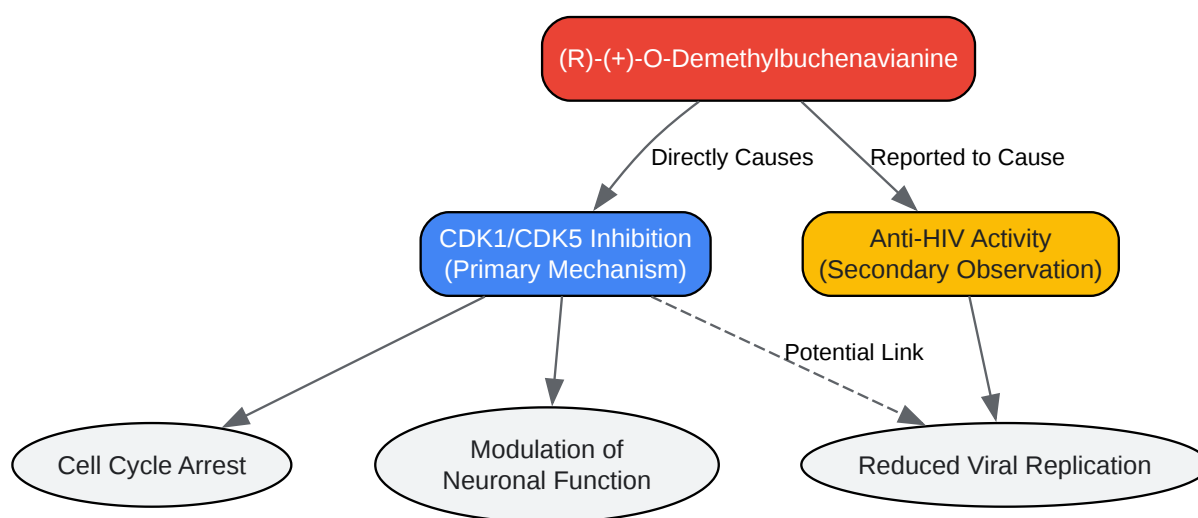 (R)-(+)-O-Demethylbuchenavianine
Directly Causes
Reported to Cause
CDK1/CDK5 Inhibition
(Primary Mechanism)
Anti-HIV Activity
(Secondary Observation)
Potential Link
Cell Cycle Arrest
Modulation of
Neuronal Function
Reduced Viral Replication